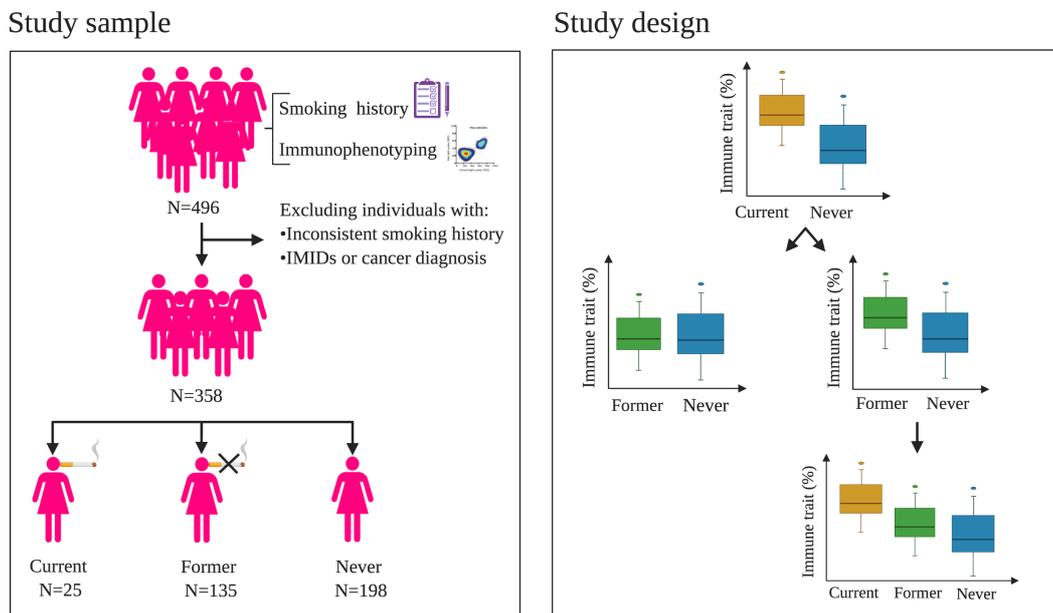 Study sample
Smoking history
Immunophenotyping
N=496
Excluding individuals with:
•Inconsistent smoking history
•IMIDs or cancer diagnosis
N=358
Current
N=25
Former
N=135
Never
N=198
Study design
Immune trait (%)
Current Never
Immune trait (%)
Former Never
Immune trait (%)
Former Never
Immune trait (%)
Current Former Never